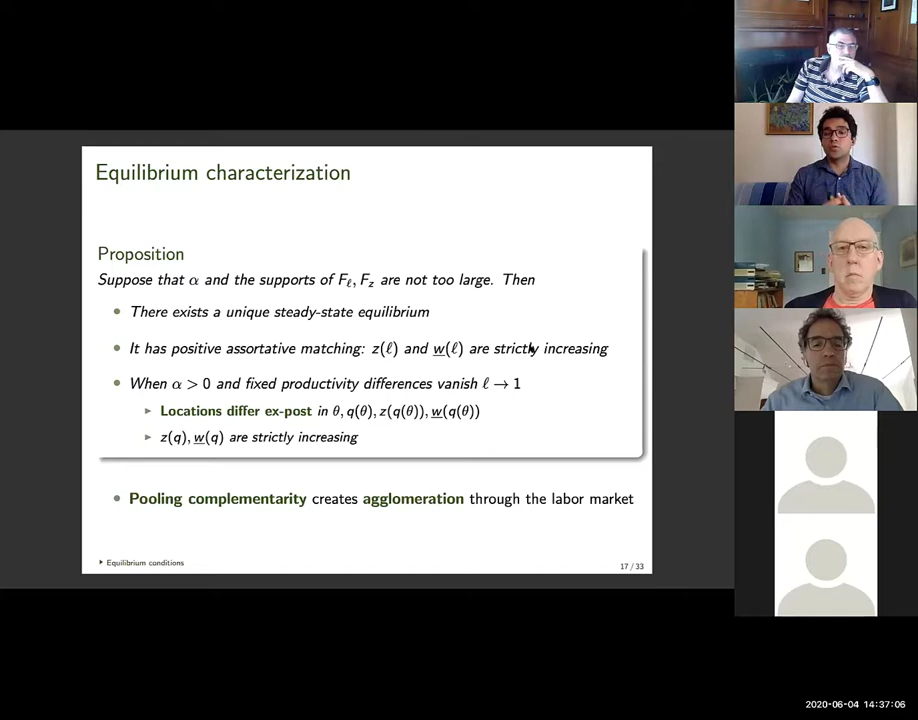 Equilibrium characterization
Proposition
Suppose that α and the supports of F_ℓ, F_z are not too large. Then
• There exists a unique steady-state equilibrium
• It has positive assortative matching: z(ℓ) and w(ℓ) are strictly increasing
• When α > 0 and fixed productivity differences vanish ℓ → 1
▶ Locations differ ex-post in θ, q(θ), z(q(θ)), w(q(θ))
▶ z(q), w(q) are strictly increasing
• Pooling complementarity creates agglomeration through the labor market
▶ Equilibrium conditions
17 / 33
2020-06-04 14:37:06